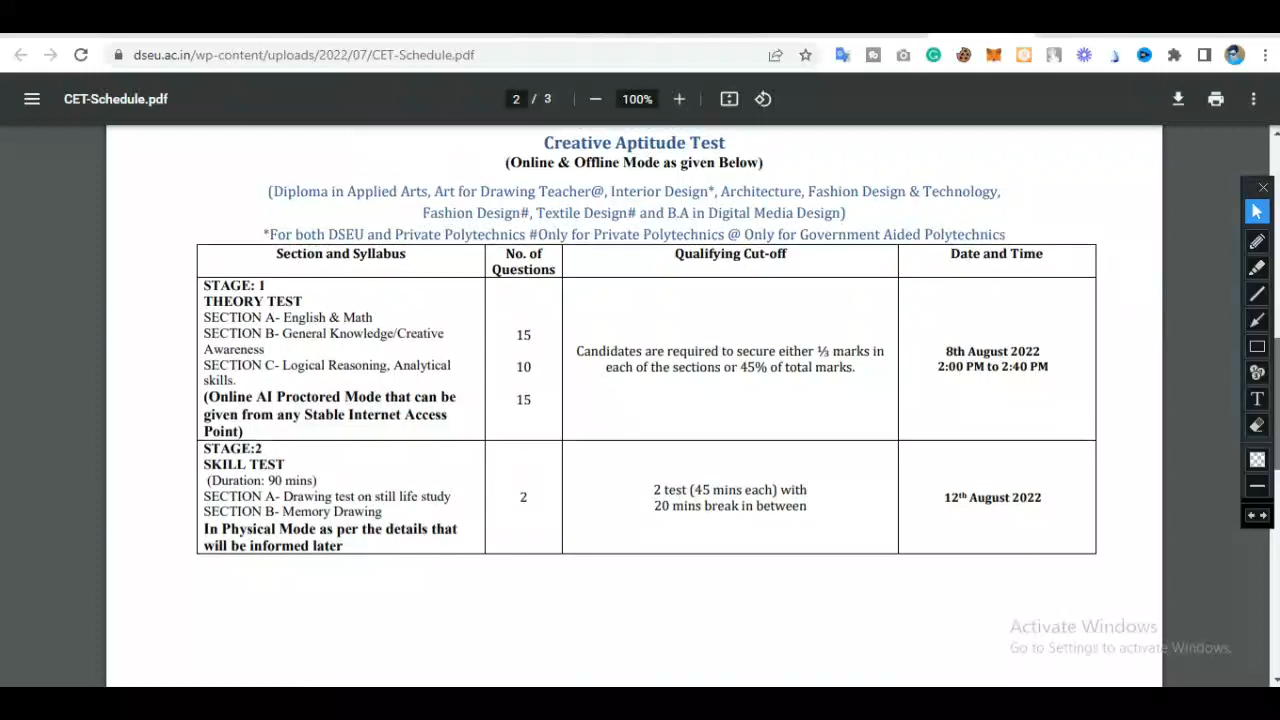 dseu.ac.in/wp-content/uploads/2022/07/CET-Schedule.pdf
CET-Schedule.pdf
2 / 3
100%
Creative Aptitude Test
(Online & Offline Mode as given Below)
(Diploma in Applied Arts, Art for Drawing Teacher@, Interior Design*, Architecture, Fashion Design & Technology,
Fashion Design#, Textile Design# and B.A in Digital Media Design)
*For both DSEU and Private Polytechnics #Only for Private Polytechnics @ Only for Government Aided Polytechnics
Section and Syllabus
No. of
Questions
Qualifying Cut-off
Date and Time
STAGE: 1
THEORY TEST
SECTION A- English & Math
SECTION B- General Knowledge/Creative
Awareness
SECTION C- Logical Reasoning, Analytical
skills.
(Online AI Proctored Mode that can be
given from any Stable Internet Access
Point)
15
10
15
Candidates are required to secure either ⅓ marks in
each of the sections or 45% of total marks.
8th August 2022
2:00 PM to 2:40 PM
STAGE:2
SKILL TEST
(Duration: 90 mins)
SECTION A- Drawing test on still life study
SECTION B- Memory Drawing
In Physical Mode as per the details that
will be informed later
2
2 test (45 mins each) with
20 mins break in between
12th August 2022
Activate Windows
Go to Settings to activate Windows.